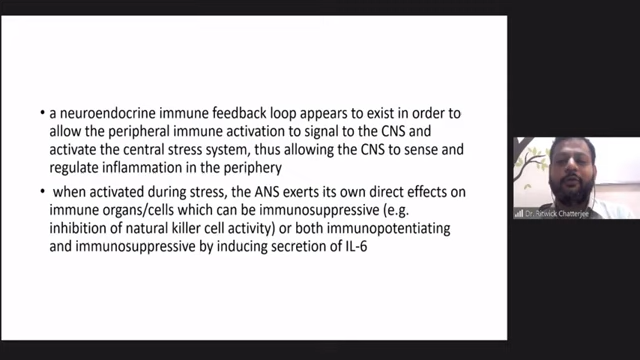 • a neuroendocrine immune feedback loop appears to exist in order to
allow the peripheral immune activation to signal to the CNS and
activate the central stress system, thus allowing the CNS to sense and
regulate inflammation in the periphery
• when activated during stress, the ANS exerts its own direct effects on
immune organs/cells which can be immunosuppressive (e.g.
inhibition of natural killer cell activity) or both immunopotentiating
and immunosuppressive by inducing secretion of IL-6
Dr. Ritwick Chatterjee